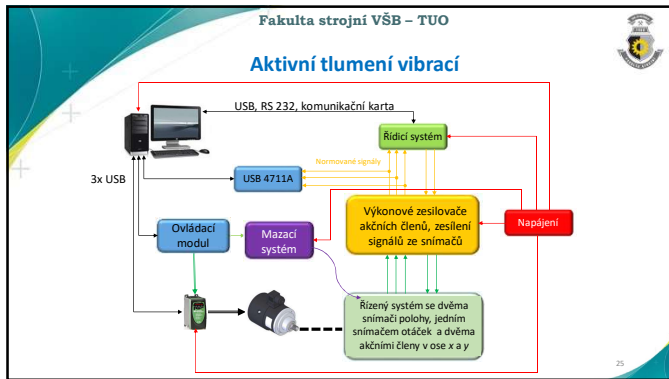 Fakulta strojní VŠB – TUO
Aktivní tlumení vibrací
USB, RS 232, komunikační karta
Řídicí systém
Normované signály
3x USB
USB 4711A
Výkonové zesilovače
akčních členů, zesílení
signálů ze snímačů
Napájení
Ovládací
modul
Mazací
systém
Řízený systém se dvěma
snímači polohy, jedním
snímačem otáček a dvěma
akčními členy v ose x a y
25